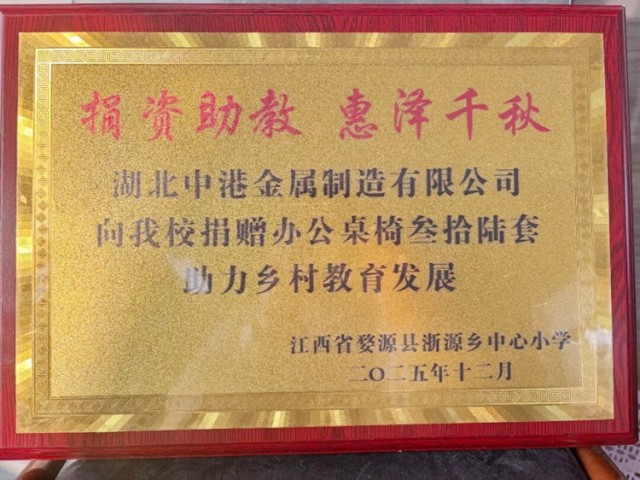 捐资助教 惠泽千秋
湖北中港金属制造有限公司
向我校捐赠办公桌椅叁拾陆套
助力乡村教育发展
江西省婺源县浙源乡中心小学
二〇二五年十二月